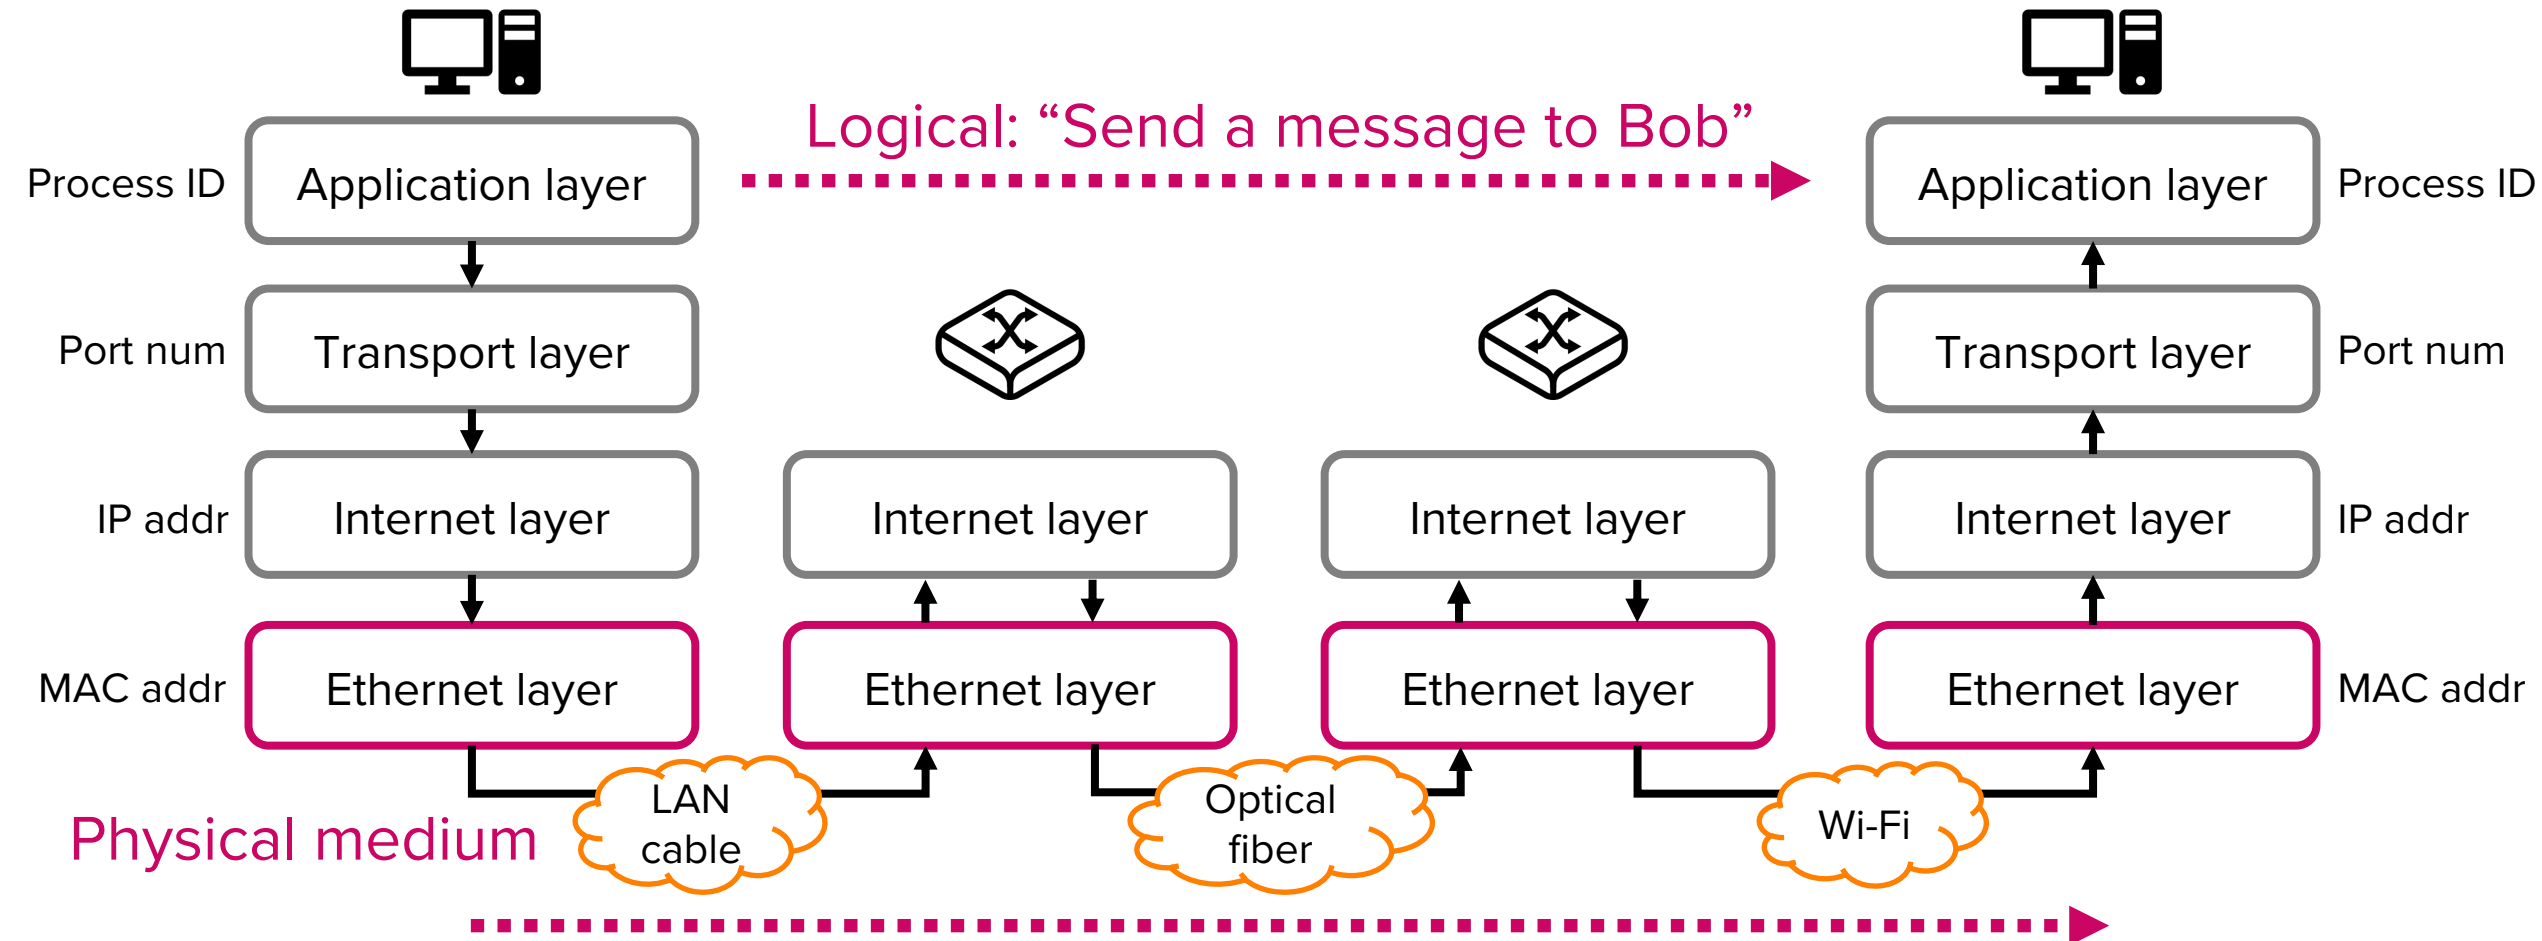 Logical: “Send a message to Bob”
Process ID
Application layer
Application layer
Process ID
Port num
Transport layer
Transport layer
Port num
IP addr
Internet layer
Internet layer
Internet layer
Internet layer
IP addr
MAC addr
Ethernet layer
Ethernet layer
Ethernet layer
Ethernet layer
MAC addr
Physical medium
LAN
cable
Optical
fiber
Wi-Fi